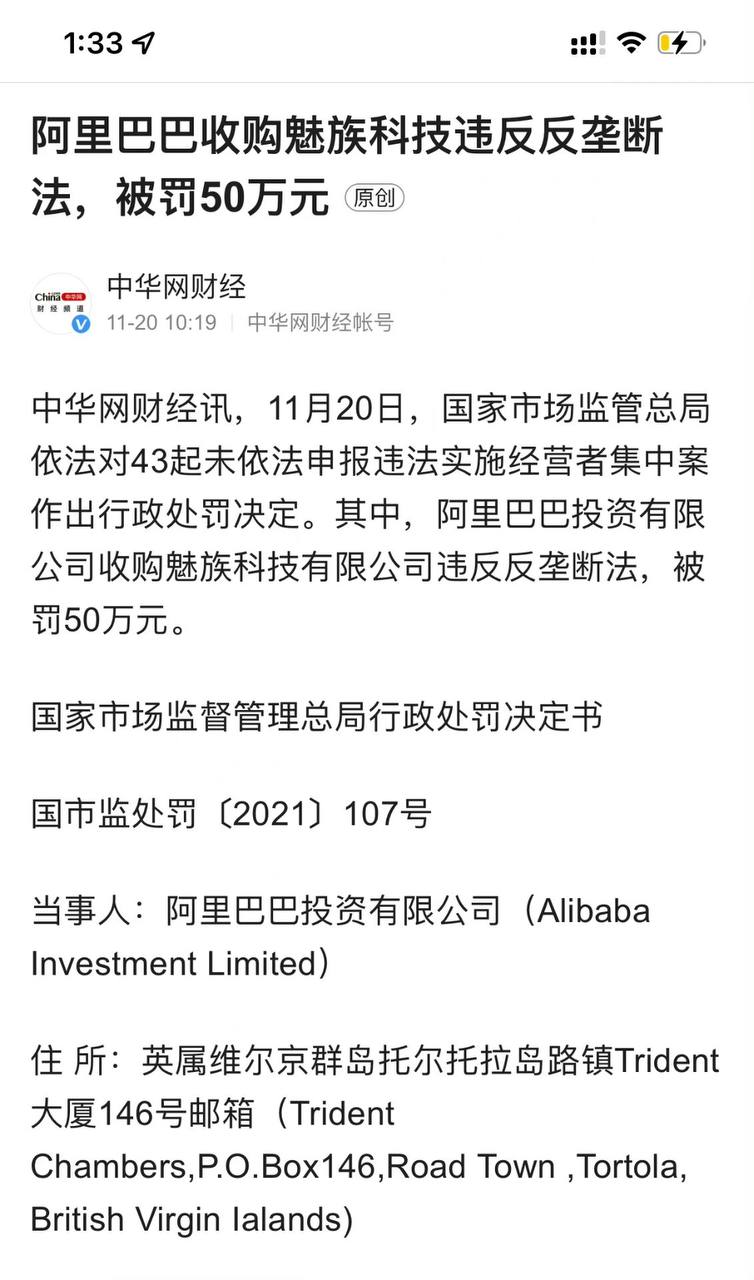 1:33
阿里巴巴收购魅族科技违反反垄断
法，被罚50万元 原创
China 中华网
财经频道
中华网财经
11-20 10:19 | 中华网财经帐号
中华网财经讯，11月20日，国家市场监管总局
依法对43起未依法申报违法实施经营者集中案
作出行政处罚决定。其中，阿里巴巴投资有限
公司收购魅族科技有限公司违反反垄断法，被
罚50万元。
国家市场监督管理总局行政处罚决定书
国市监处罚〔2021〕107号
当事人：阿里巴巴投资有限公司（Alibaba
Investment Limited）
住 所：英属维尔京群岛托尔托拉岛路镇Trident
大厦146号邮箱（Trident
Chambers,P.O.Box146,Road Town ,Tortola,
British Virgin Ialands)